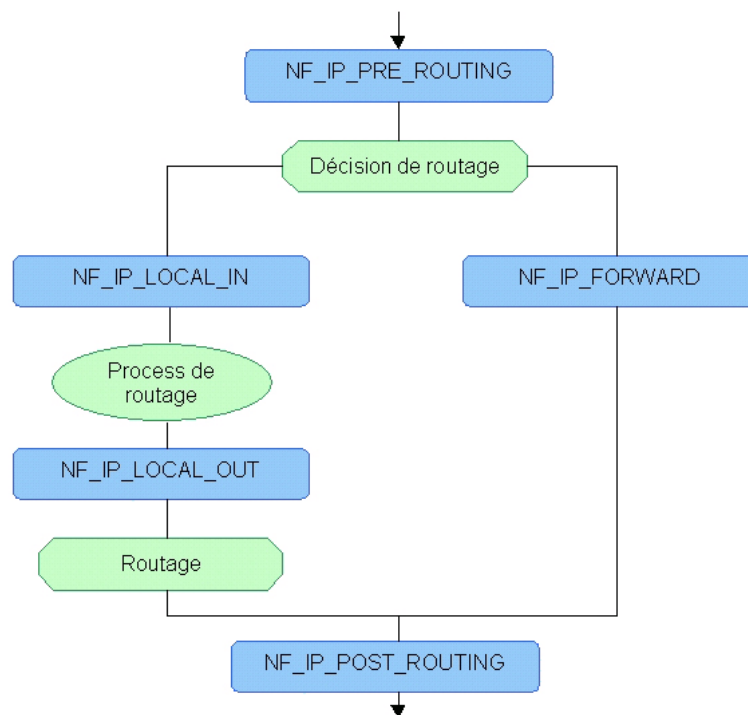 NF_IP_PRE_ROUTING
Décision de routage
NF_IP_LOCAL_IN
NF_IP_FORWARD
Process de
routage
NF_IP_LOCAL_OUT
Routage
NF_IP_POST_ROUTING